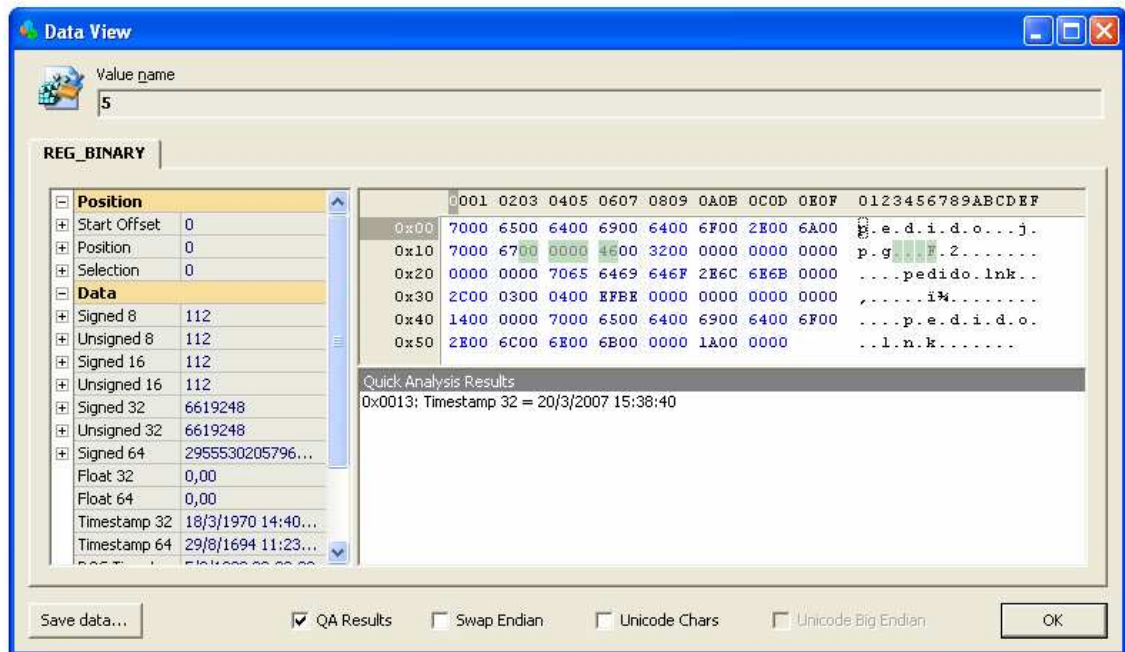 Data View
Value name
5
REG_BINARY
Position
Start Offset 0
Position 0
Selection 0
Data
Signed 8 112
Unsigned 8 112
Signed 16 112
Unsigned 16 112
Signed 32 6619248
Unsigned 32 6619248
Signed 64 2955530205796...
Float 32 0,00
Float 64 0,00
Timestamp 32 18/3/1970 14:40...
Timestamp 64 29/8/1694 11:23...
0001 0203 0405 0607 0809 0A0B 0C0D 0E0F 0123456789ABCDEF
0x00 7000 6500 6400 6900 6400 6F00 2E00 6A00 p.e.d.i.d.o...j.
0x10 7000 6700 0000 4600 3200 0000 0000 0000 p.g....F.2.......
0x20 0000 0000 7065 6469 646F 2E6C 6E6B 0000 ....pedido.lnk..
0x30 2C00 0300 0400 EFBE 0000 0000 0000 0000 ,.....ï¾........
0x40 1400 0000 7000 6500 6400 6900 6400 6F00 ....p.e.d.i.d.o.
0x50 2E00 6C00 6E00 6B00 0000 1A00 0000 ..l.n.k.......
Quick Analysis Results
0x0013: Timestamp 32 = 20/3/2007 15:38:40
Save data...
QA Results
Swap Endian
Unicode Chars
Unicode Big Endian
OK